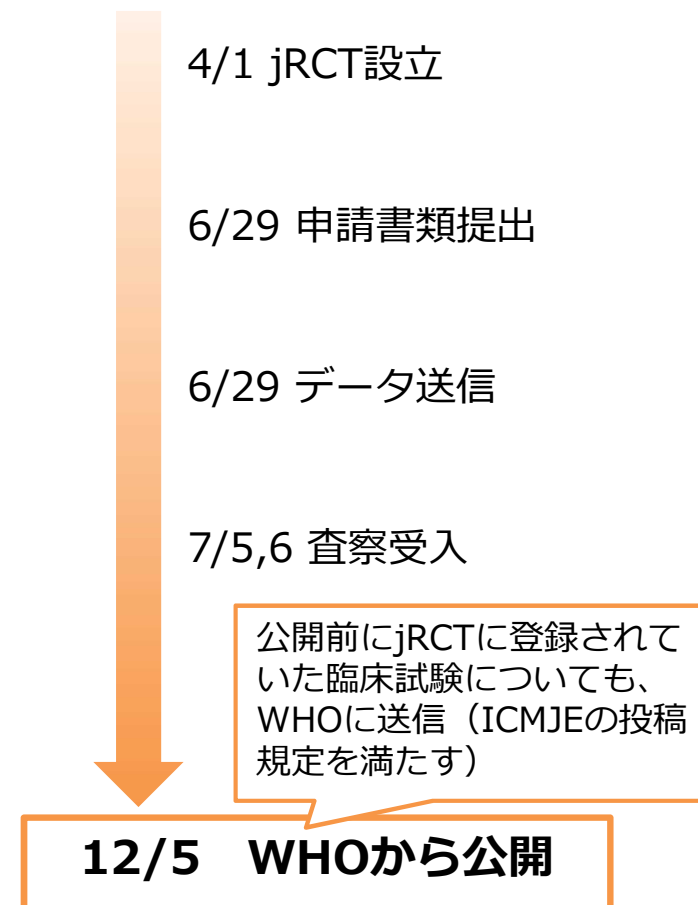 4/1 jRCT設立
6/29 申請書類提出
6/29 データ送信
7/5,6 査察受入
公開前にjRCTに登録されて
いた臨床試験についても、
WHOに送信（ICMJEの投稿
規定を満たす）
12/5　WHOから公開